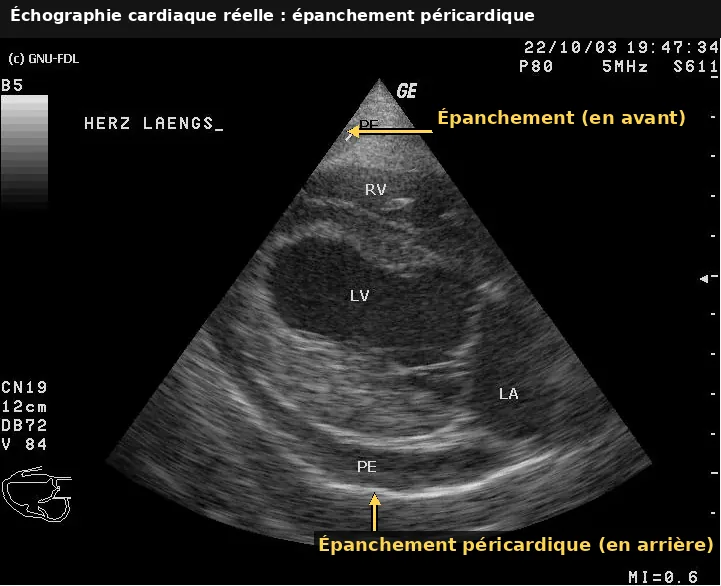 Échographie cardiaque réelle : épanchement péricardique
22/10/03 19:47:34
(c) GNU-FDL
P80 5MHz S611
B5
GE
Épanchement (en avant)
HERZ LAENGS_
PE
RV
LV
CN19
12cm
DB72
V 84
LA
PE
Épanchement péricardique (en arrière)
MI=0.6